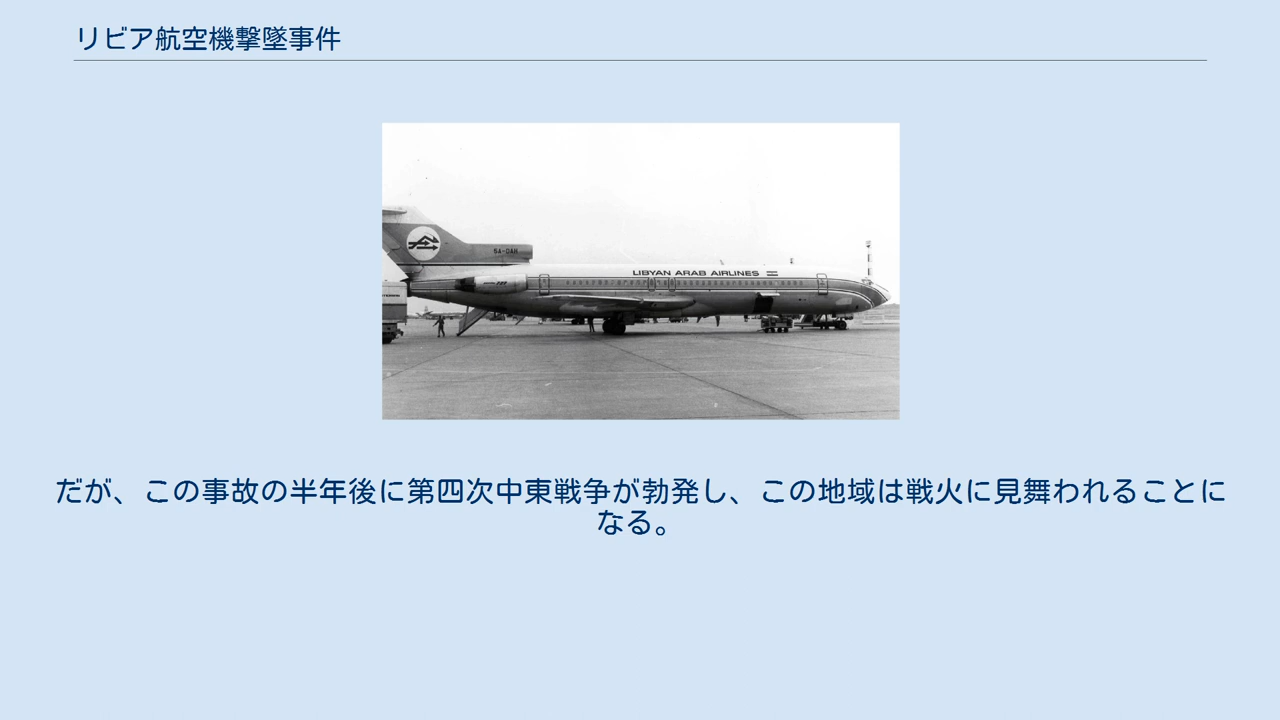 リビア航空機撃墜事件
5A-DAH
LIBYAN ARAB AIRLINES
だが、この事故の半年後に第四次中東戦争が勃発し、この地域は戦火に見舞われることに
なる。